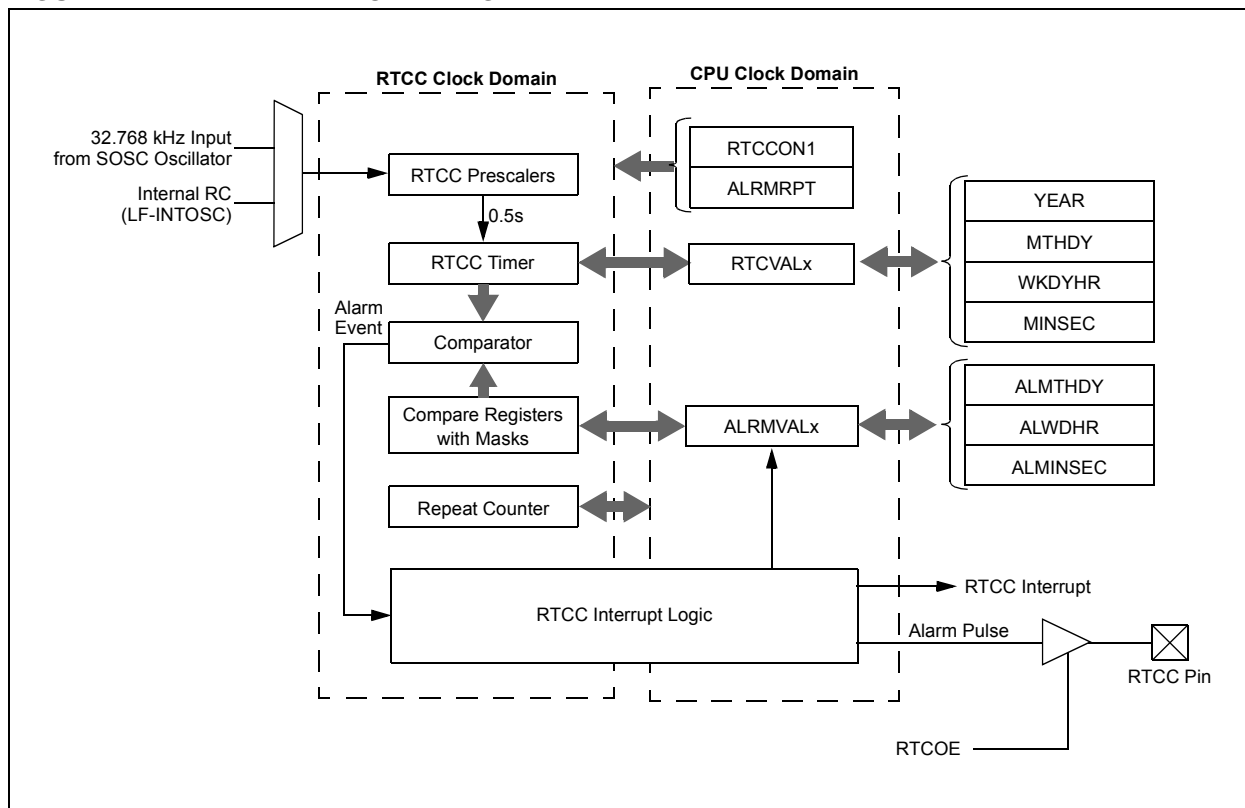 RTCC Clock Domain
CPU Clock Domain
32.768 kHz Input
from SOSC Oscillator
Internal RC
(LF-INTOSC)
RTCC Prescalers
0.5s
RTCC Timer
Alarm
Event
Comparator
Compare Registers
with Masks
Repeat Counter
RTCC Interrupt Logic
RTCCON1
ALRMRPT
RTCVALx
ALRMVALx
YEAR
MTHDY
WKDYHR
MINSEC
ALMTHDY
ALWDHR
ALMINSEC
RTCC Interrupt
Alarm Pulse
RTCC Pin
RTCOE